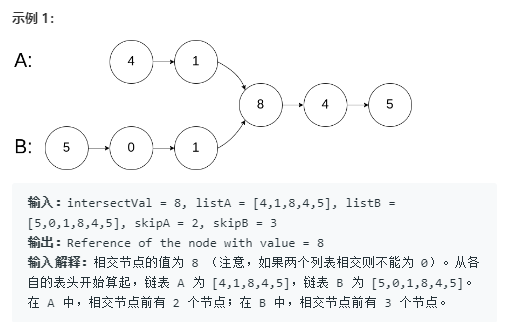 示例 1：
A:
4
1
8
4
5
B:
5
0
1
输入：intersectVal = 8, listA = [4,1,8,4,5], listB =
[5,0,1,8,4,5], skipA = 2, skipB = 3
输出：Reference of the node with value = 8
输入解释：相交节点的值为 8 （注意，如果两个列表相交则不能为 0）。从各
自的表头开始算起，链表 A 为 [4,1,8,4,5]，链表 B 为 [5,0,1,8,4,5]。
在 A 中，相交节点前有 2 个节点；在 B 中，相交节点前有 3 个节点。